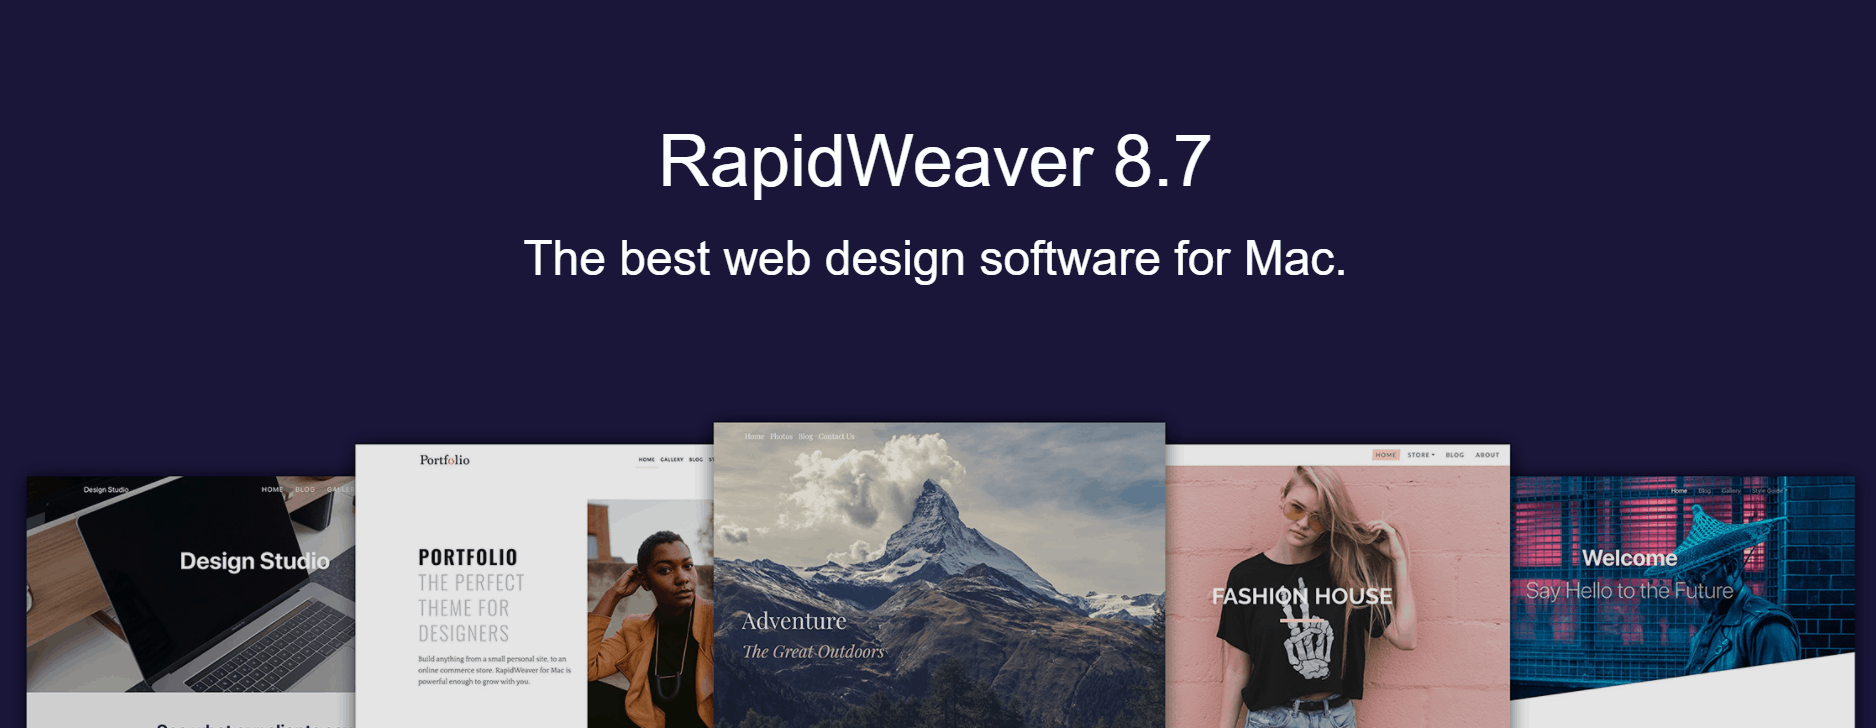 RapidWeaver 8.7
The best web design software for Mac.
Design Studio
HOME BLOG
Design Studio
Portfolio
HOME GALLERY BLOG
PORTFOLIO
THE PERFECT
THEME FOR
DESIGNERS
Build anything from a small personal site, to an
online commerce store. RapidWeaver for Mac is
powerful enough to grow with you.
Home Photos Blog Contact Us
Adventure
The Great Outdoors
HOME STORE BLOG ABOUT
FASHION HOUSE
Home Blog Gallery Style Guide
Welcome
Say Hello to the Future